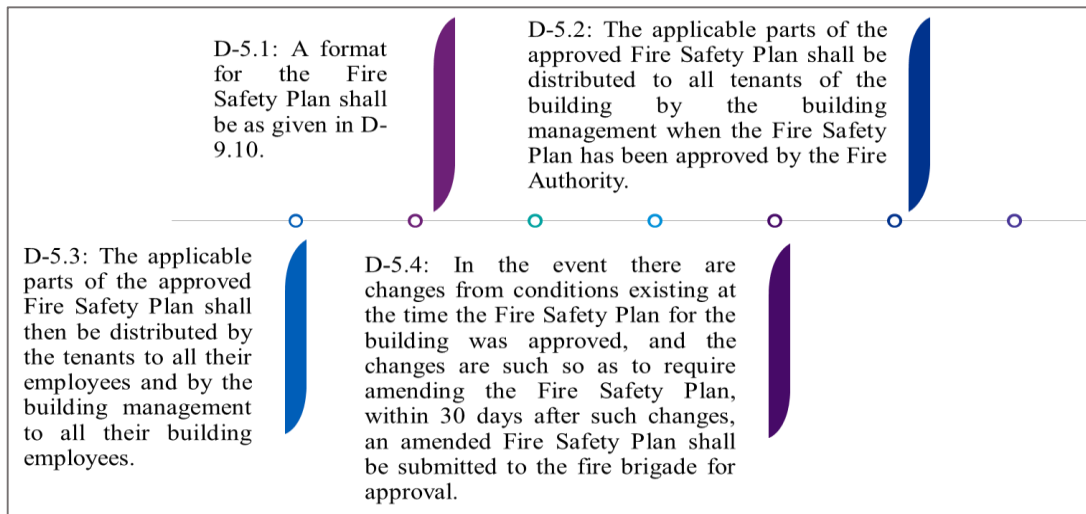 D-5.1: A format
for the Fire
Safety Plan shall
be as given in D-
9.10.
D-5.2: The applicable parts of the
approved Fire Safety Plan shall be
distributed to all tenants of the
building by the building
management when the Fire Safety
Plan has been approved by the Fire
Authority.
D-5.3: The applicable
parts of the approved
Fire Safety Plan shall
then be distributed by
the tenants to all their
employees and by the
building management
to all their building
employees.
D-5.4: In the event there are
changes from conditions existing at
the time the Fire Safety Plan for the
building was approved, and the
changes are such so as to require
amending the Fire Safety Plan,
within 30 days after such changes,
an amended Fire Safety Plan shall
be submitted to the fire brigade for
approval.